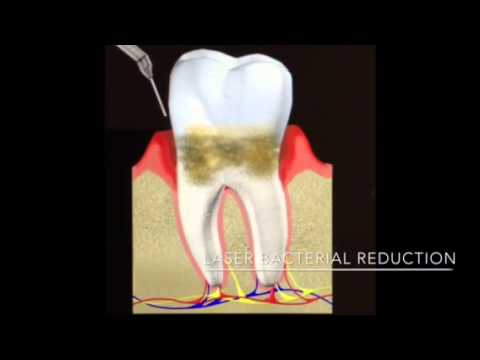 LASER BACTERIAL REDUCTION